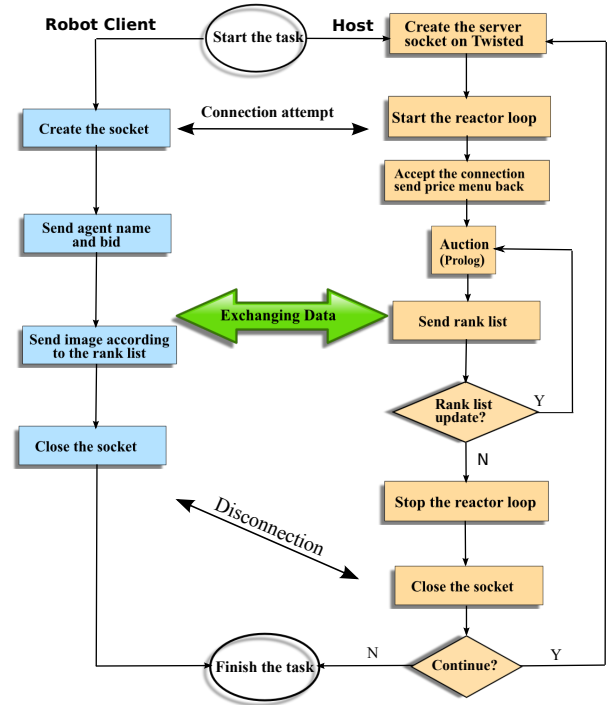 Robot Client
Start the task
Host
Create the server
socket on Twisted
Create the socket
Connection attempt
Start the reactor loop
Accept the connection
send price menu back
Send agent name
and bid
Auction
(Prolog)
Exchanging Data
Send rank list
Send image according
to the rank list
Rank list
update?
Y
N
Close the socket
Stop the reactor loop
Disconnection
Close the socket
Finish the task
N
Continue?
Y